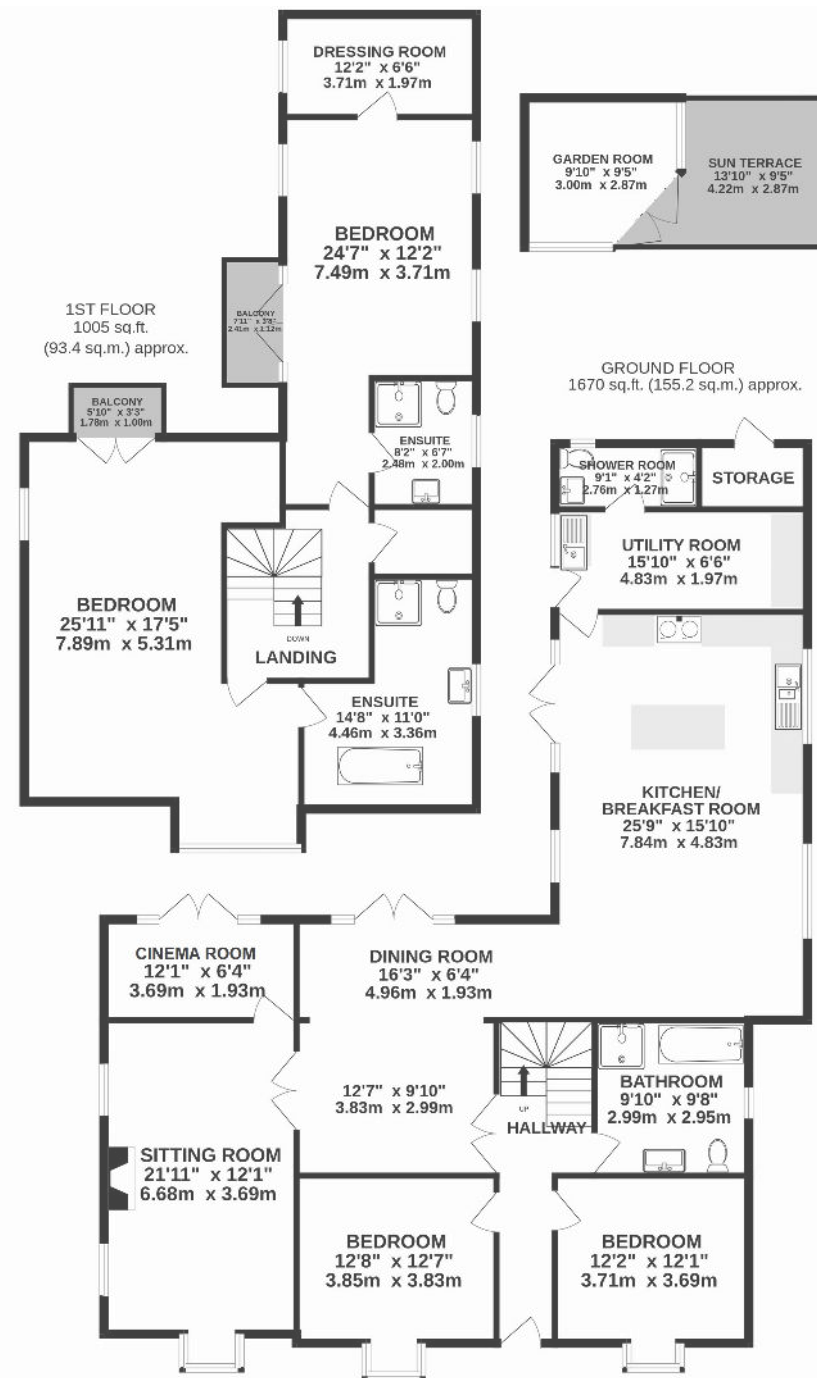 DRESSING ROOM
12'2" x 6'6"
3.71m x 1.97m
GARDEN ROOM
9'10" x 9'5"
3.00m x 2.87m
SUN TERRACE
13'10" x 9'5"
4.22m x 2.87m
BEDROOM
24'7" x 12'2"
7.49m x 3.71m
1ST FLOOR
1005 sq.ft.
(93.4 sq.m.) approx.
BALCONY
7'11" x 3'8"...
2.41m x 1.12m
GROUND FLOOR
1670 sq.ft. (155.2 sq.m.) approx.
BALCONY
5'10" x 3'3"
1.78m x 1.00m
ENSUITE
8'2" x 6'7"
2.48m x 2.00m
SHOWER ROOM
9'1" x 4'2"
2.76m x 1.27m
STORAGE
UTILITY ROOM
15'10" x 6'6"
4.83m x 1.97m
BEDROOM
25'11" x 17'5"
7.89m x 5.31m
DOWN
LANDING
ENSUITE
14'8" x 11'0"
4.46m x 3.36m
KITCHEN/
BREAKFAST ROOM
25'9" x 15'10"
7.84m x 4.83m
CINEMA ROOM
12'1" x 6'4"
3.69m x 1.93m
DINING ROOM
16'3" x 6'4"
4.96m x 1.93m
12'7" x 9'10"
3.83m x 2.99m
UP
HALLWAY
BATHROOM
9'10" x 9'8"
2.99m x 2.95m
SITTING ROOM
21'11" x 12'1"
6.68m x 3.69m
BEDROOM
12'8" x 12'7"
3.85m x 3.83m
BEDROOM
12'2" x 12'1"
3.71m x 3.69m